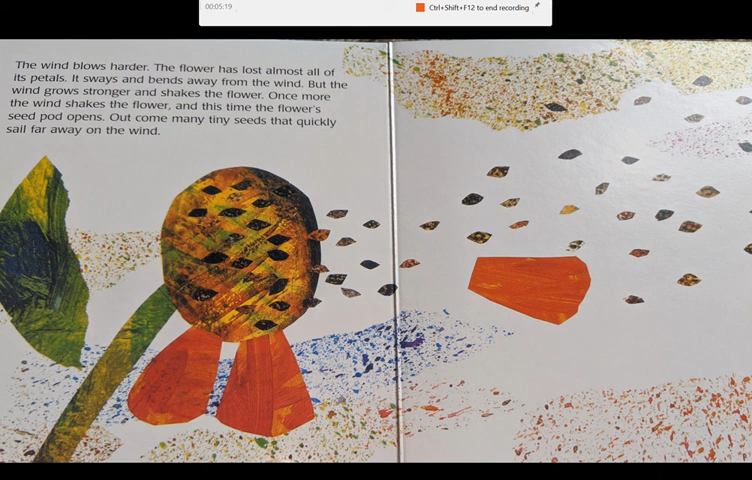 00:05:19
Ctrl+Shift+F12 to end recording
The wind blows harder. The flower has lost almost all of
its petals. It sways and bends away from the wind. But the
wind grows stronger and shakes the flower. Once more
the wind shakes the flower, and this time the flower's
seed pod opens. Out come many tiny seeds that quickly
sail far away on the wind.